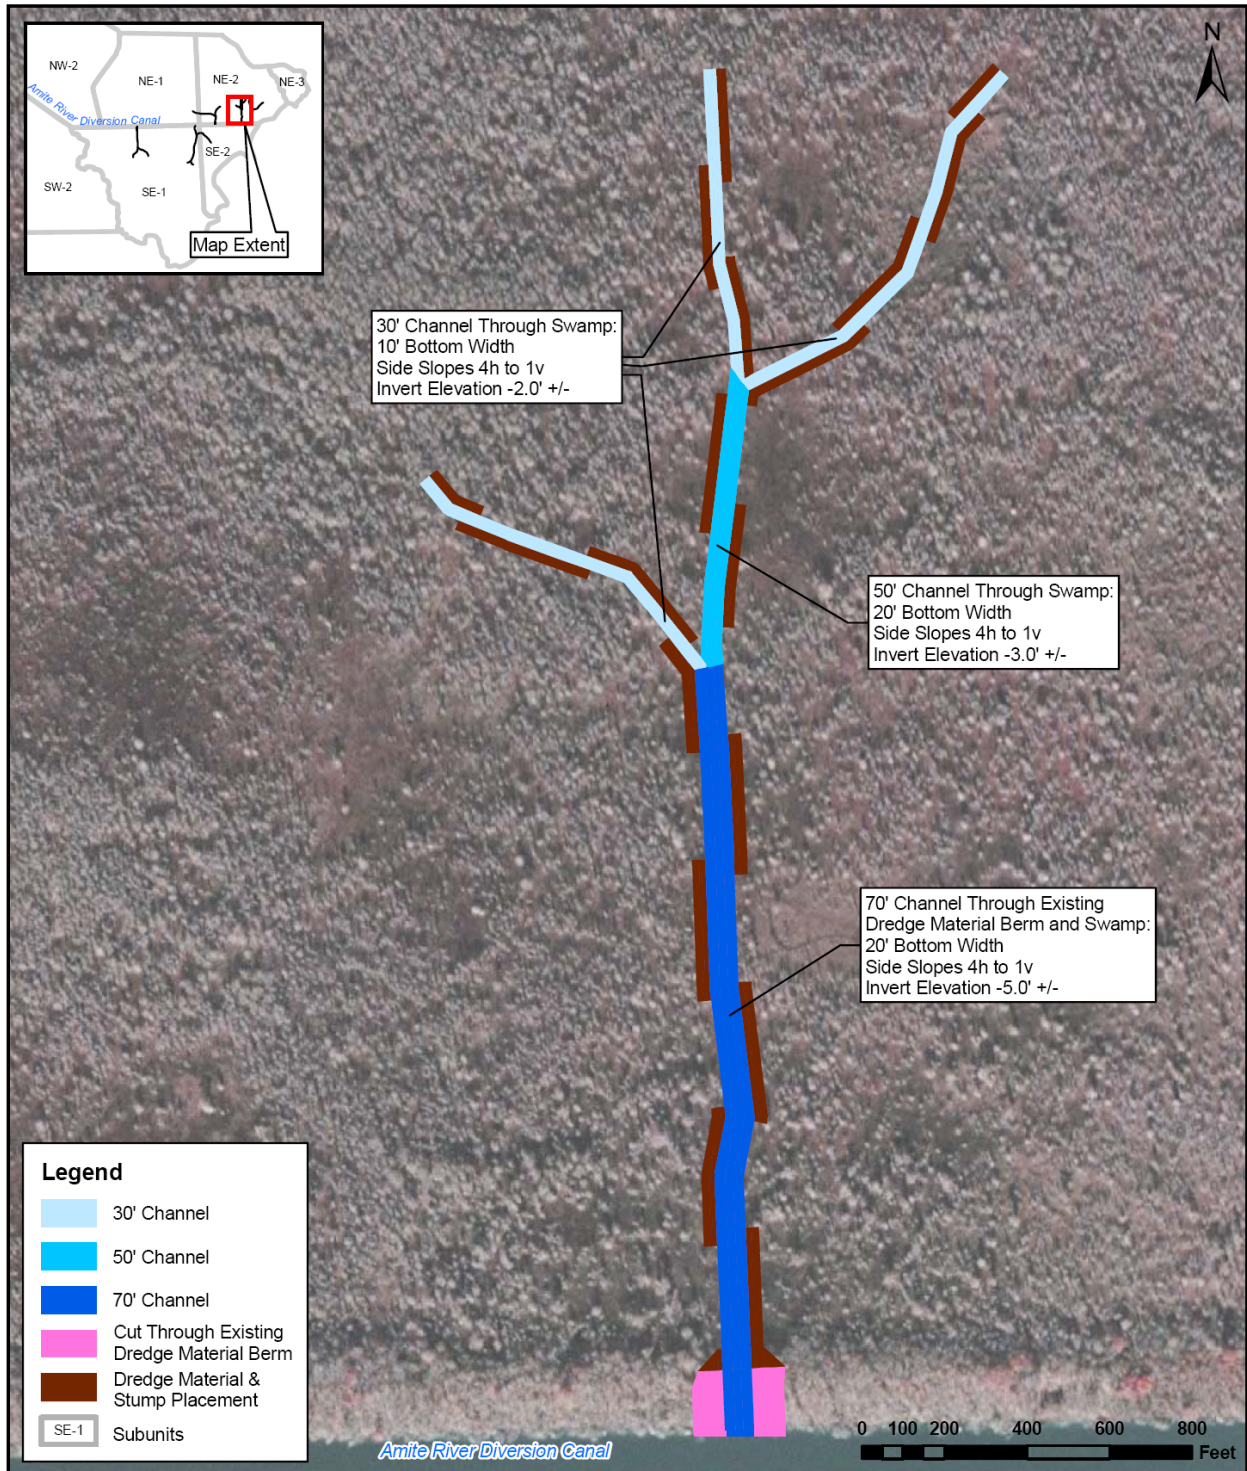 N
NW-2
NE-1
NE-2
NE-3
Amite River Diversion Canal
SW-2
SE-1
SE-2
Map Extent
30' Channel Through Swamp:
10' Bottom Width
Side Slopes 4h to 1v
Invert Elevation -2.0' +/-
50' Channel Through Swamp:
20' Bottom Width
Side Slopes 4h to 1v
Invert Elevation -3.0' +/-
70' Channel Through Existing
Dredge Material Berm and Swamp:
20' Bottom Width
Side Slopes 4h to 1v
Invert Elevation -5.0' +/-
Legend
30' Channel
50' Channel
70' Channel
Cut Through Existing
Dredge Material Berm
Dredge Material &
Stump Placement
SE-1 Subunits
Amite River Diversion Canal
0 100 200 400 600 800
Feet